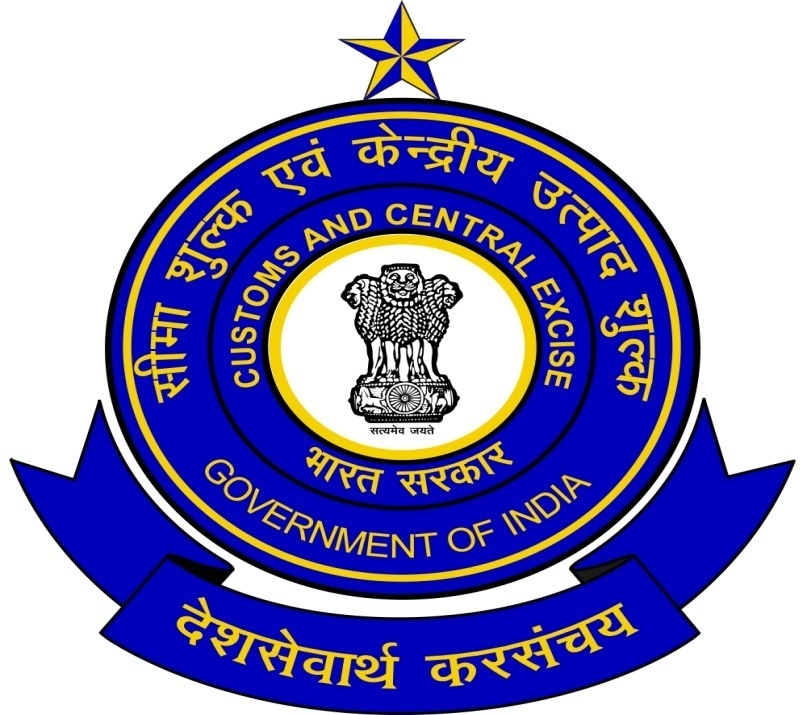 सीमा शुल्क एवं केन्द्रीय उत्पाद शुल्क
CUSTOMS AND CENTRAL EXCISE
सत्यमेव जयते
भारत सरकार
GOVERNMENT OF INDIA
देशसेवार्थ करसंचय